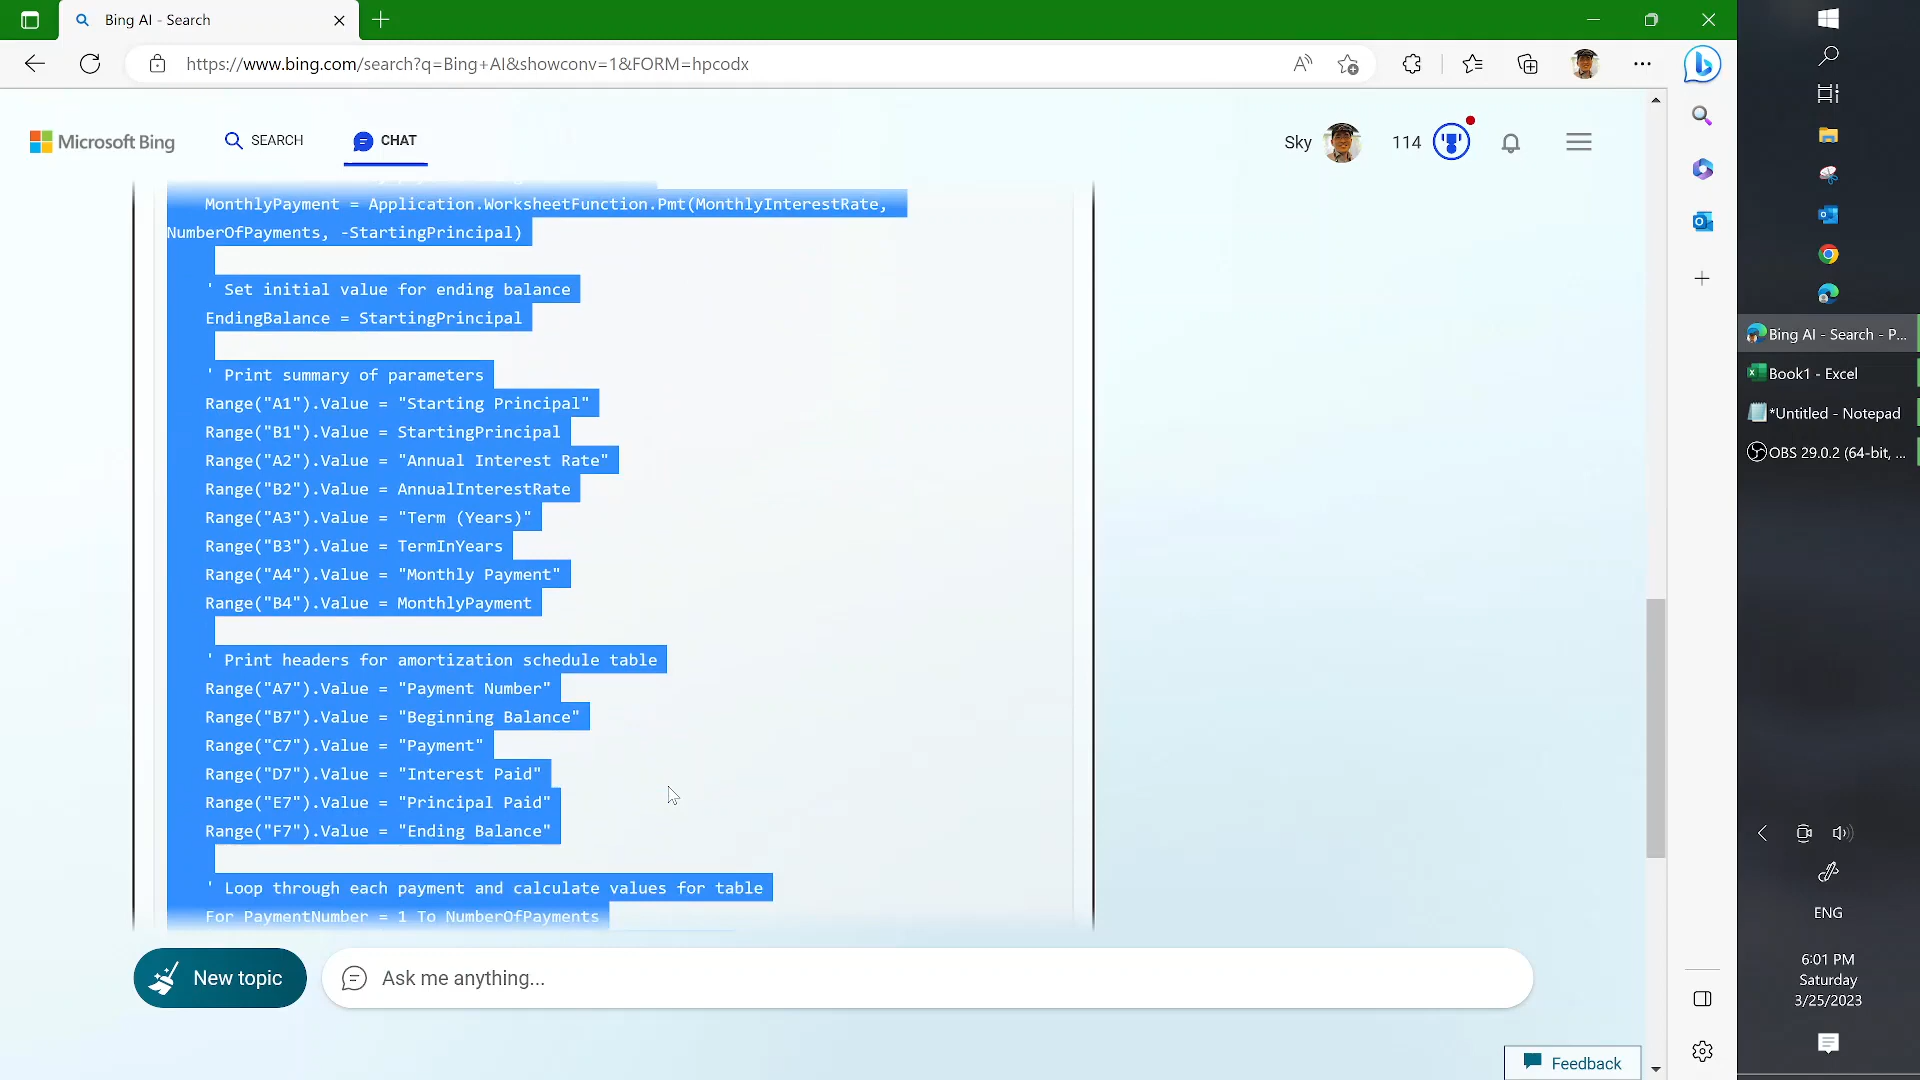 Bing AI - Search
https://www.bing.com/search?q=Bing+AI&showconv=1&FORM=hpcodx
Microsoft Bing
SEARCH
CHAT
Sky
114
MonthlyPayment = Application.WorksheetFunction.Pmt(MonthlyInterestRate,
NumberOfPayments, -StartingPrincipal)
' Set initial value for ending balance
EndingBalance = StartingPrincipal
' Print summary of parameters
Range("A1").Value = "Starting Principal"
Range("B1").Value = StartingPrincipal
Range("A2").Value = "Annual Interest Rate"
Range("B2").Value = AnnualInterestRate
Range("A3").Value = "Term (Years)"
Range("B3").Value = TermInYears
Range("A4").Value = "Monthly Payment"
Range("B4").Value = MonthlyPayment
' Print headers for amortization schedule table
Range("A7").Value = "Payment Number"
Range("B7").Value = "Beginning Balance"
Range("C7").Value = "Payment"
Range("D7").Value = "Interest Paid"
Range("E7").Value = "Principal Paid"
Range("F7").Value = "Ending Balance"
' Loop through each payment and calculate values for table
For PaymentNumber = 1 To NumberOfPayments
New topic
Ask me anything...
Feedback
Bing AI - Search - P...
Book1 - Excel
*Untitled - Notepad
OBS 29.0.2 (64-bit, ...
ENG
6:01 PM
Saturday
3/25/2023